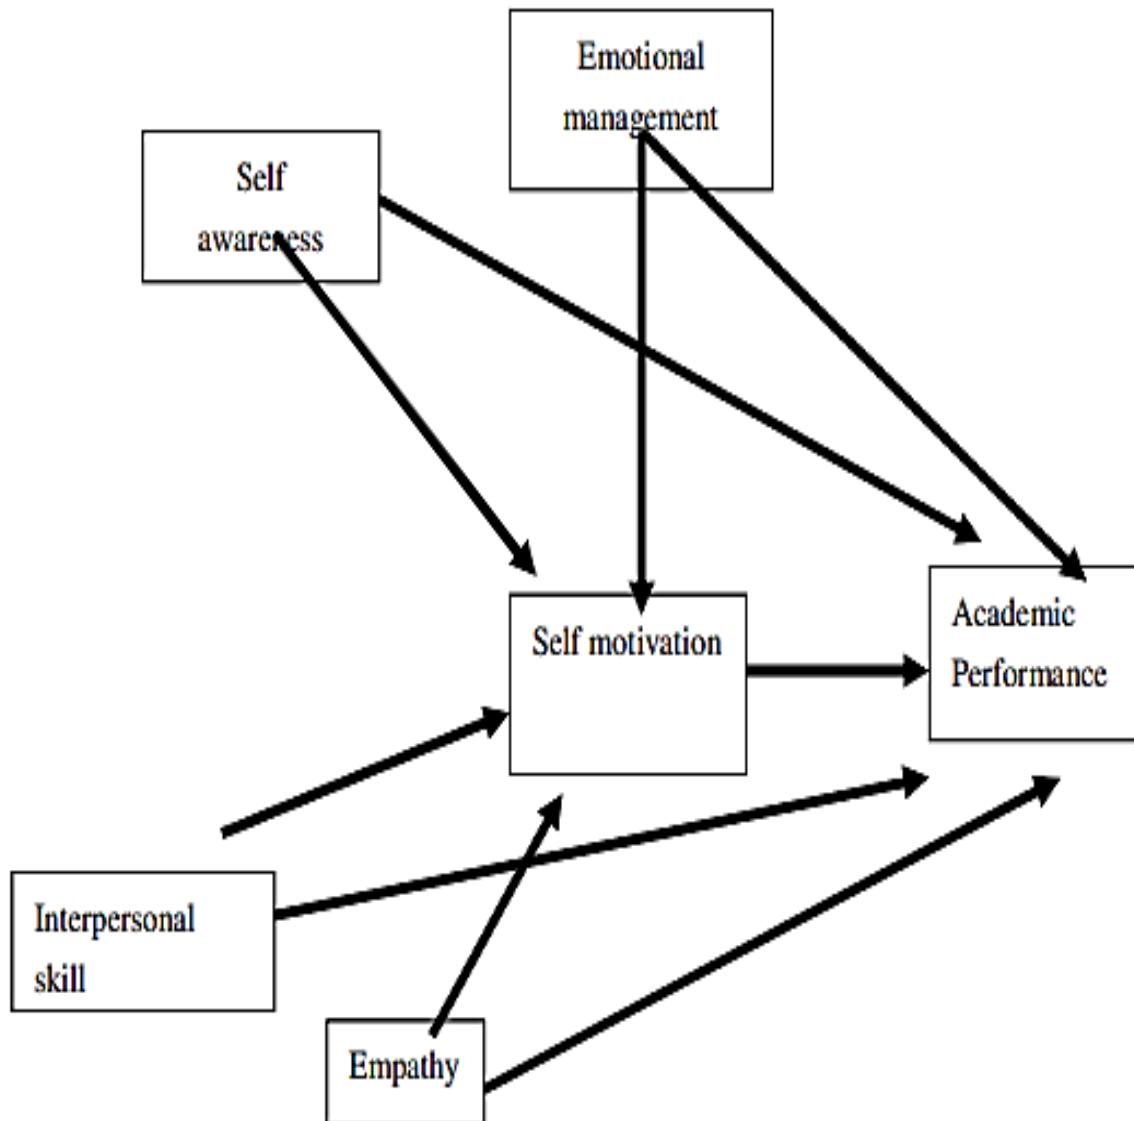 Emotional
management
Self
awareness
Self motivation
Academic
Performance
Interpersonal
skill
Empathy